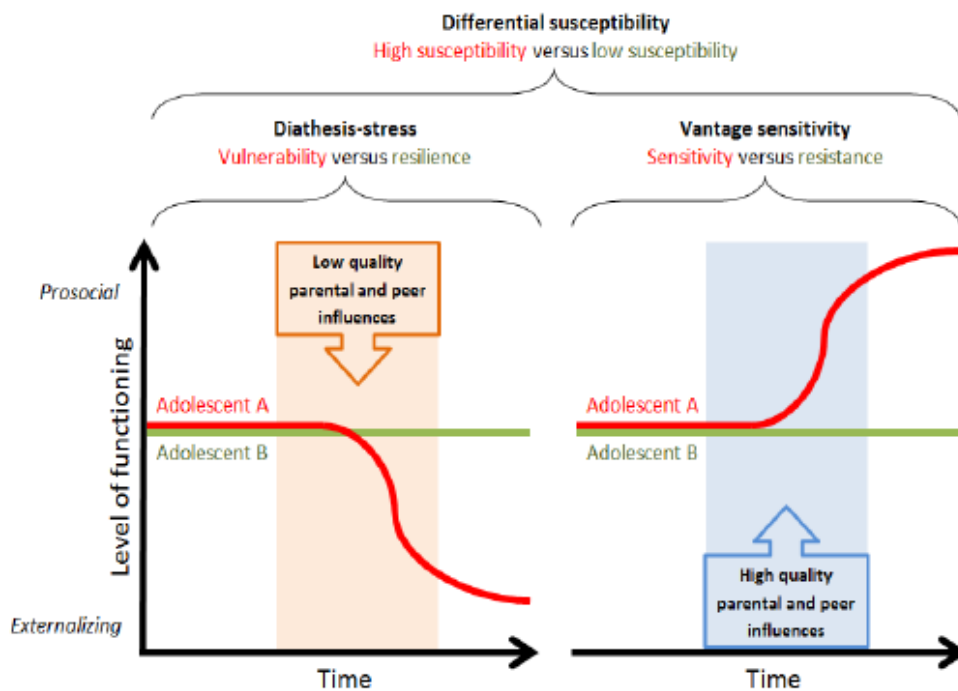 Differential susceptibility
High susceptibility versus low susceptibility
Diathesis-stress
Vulnerability versus resilience
Vantage sensitivity
Sensitivity versus resistance
Level of functioning
Prosocial
Externalizing
Low quality
parental and peer
influences
Adolescent A
Adolescent B
Time
Adolescent A
Adolescent B
High quality
parental and peer
influences
Time